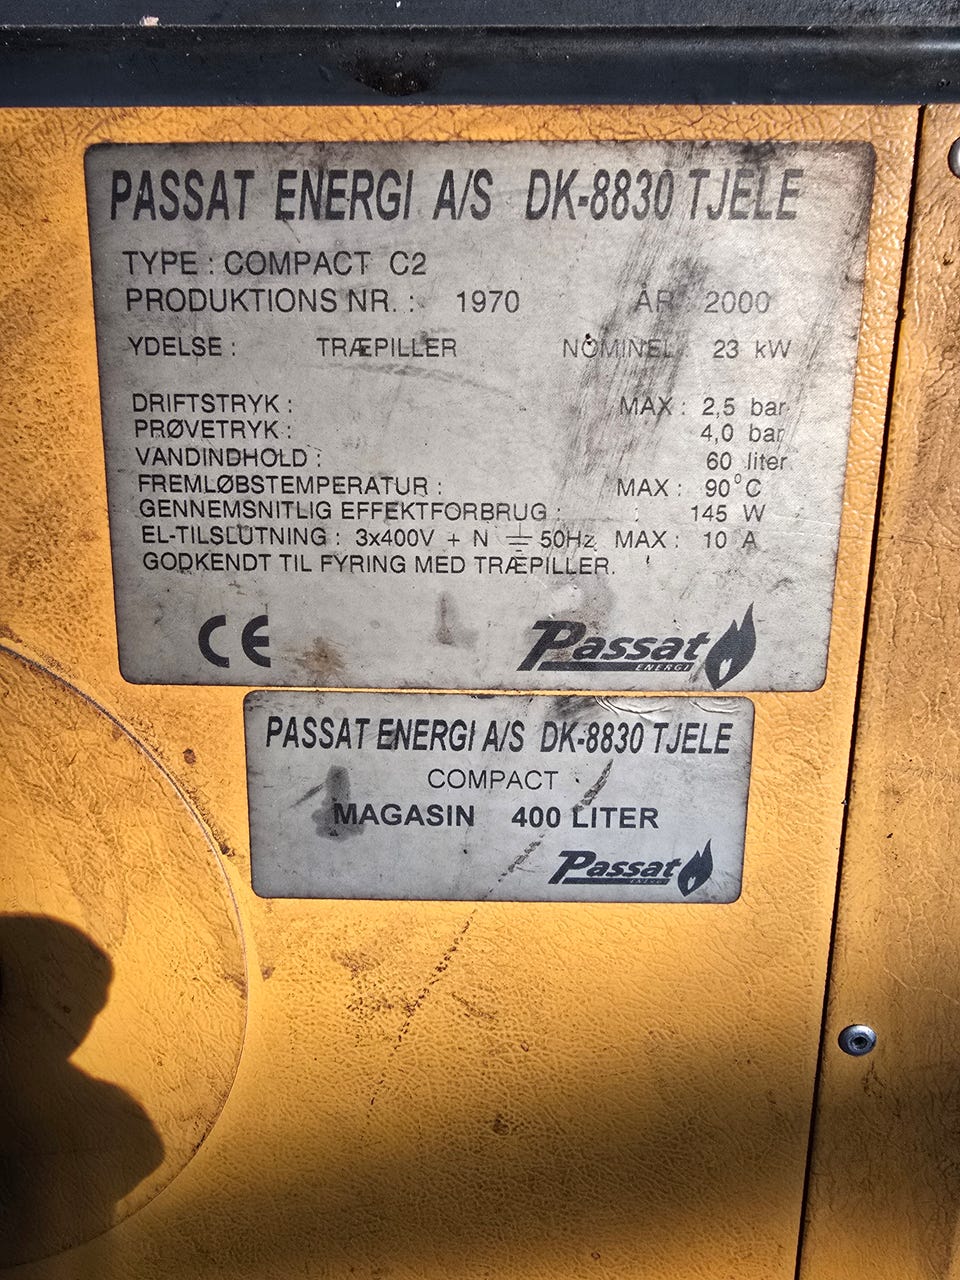 PASSAT ENERGI A/S DK-8830 TJELE
TYPE : COMPACT C2
PRODUKTIONS NR. : 1970 ÅR : 2000
YDELSE : TRÆPILLER NOMINEL : 23 kW
DRIFTSTRYK : MAX : 2,5 bar
PRØVETRYK : 4,0 bar
VANDINDHOLD : 60 liter
FREMLØBSTEMPERATUR : MAX : 90°C
GENNEMSNITLIG EFFEKTFORBRUG : : 145 W
EL-TILSLUTNING : 3x400V + N ⏚ 50Hz MAX : 10 A
GODKENDT TIL FYRING MED TRÆPILLER.
CE Passat
ENERGI
PASSAT ENERGI A/S DK-8830 TJELE
COMPACT
MAGASIN 400 LITER
Passat
ENERGI